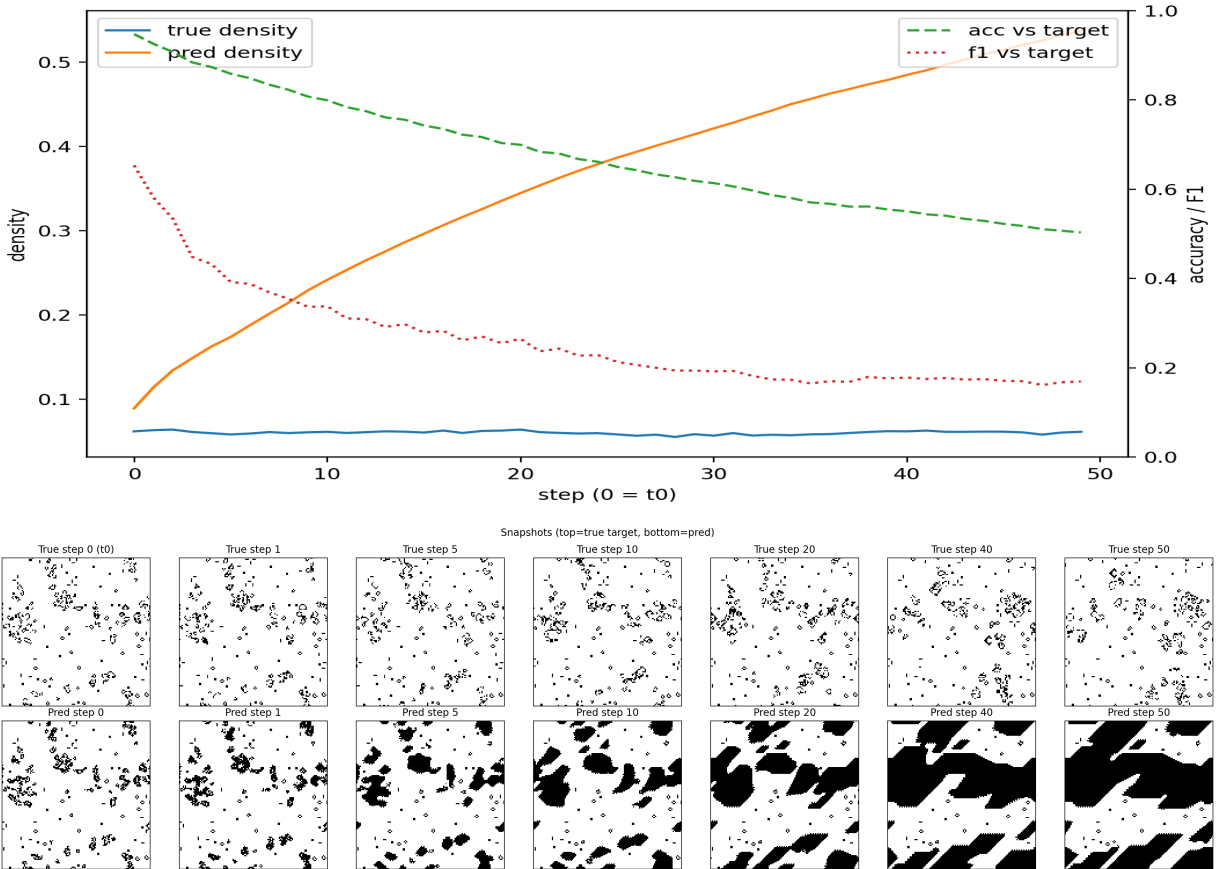 true density
pred density
acc vs target
f1 vs target
0.5
0.4
0.3
0.2
0.1
density
1.0
0.8
0.6
0.4
0.2
0.0
accuracy / F1
0 10 20 30 40 50
step (0 = t0)
Snapshots (top=true target, bottom=pred)
True step 0 (t0) True step 1 True step 5 True step 10 True step 20 True step 40 True step 50
Pred step 0 Pred step 1 Pred step 5 Pred step 10 Pred step 20 Pred step 40 Pred step 50